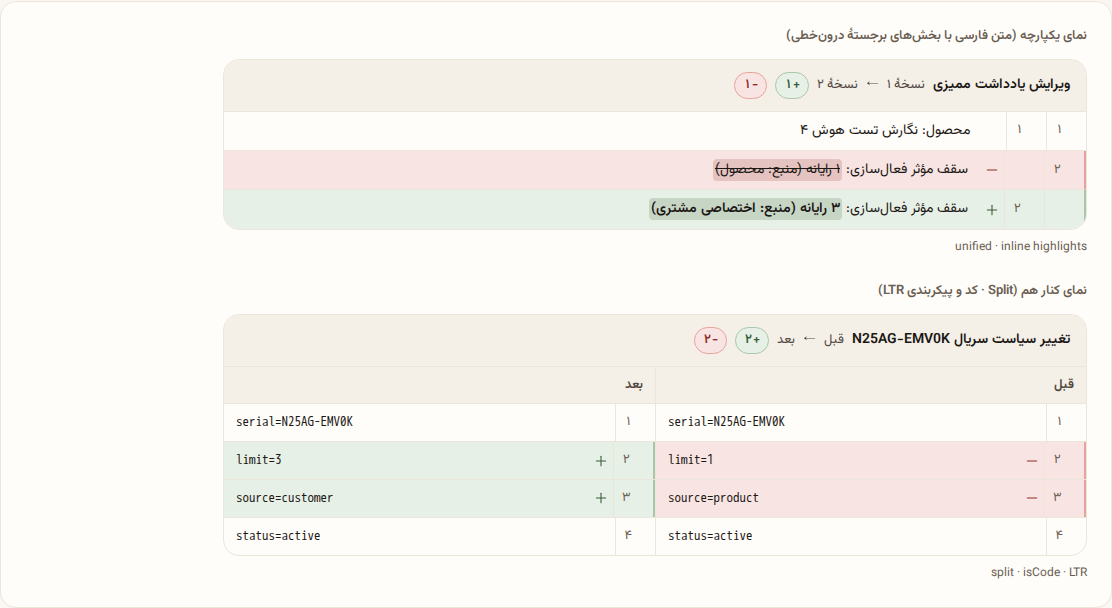 نمای یکپارچه (متن فارسی با بخش‌های برجستهٔ درون‌خطی)
ویرایش یادداشت ممیزی نسخهٔ ۱ ← نسخهٔ ۲ +۱ −۱
۱ ۱ محصول: نگارش تست هوش ۴
۲ − سقف مؤثر فعال‌سازی: ۱ رایانه (منبع: محصول)
۲ + سقف مؤثر فعال‌سازی: ۳ رایانه (منبع: اختصاصی مشتری)
unified · inline highlights
نمای کنار هم (Split · کد و پیکربندی LTR)
تغییر سیاست سریال N25AG-EMV0K قبل ← بعد +۲ −۲
قبل بعد
۱ serial=N25AG-EMV0K ۱ serial=N25AG-EMV0K
۲ − limit=1 ۲ + limit=3
۳ − source=product ۳ + source=customer
۴ status=active ۴ status=active
split · isCode · LTR